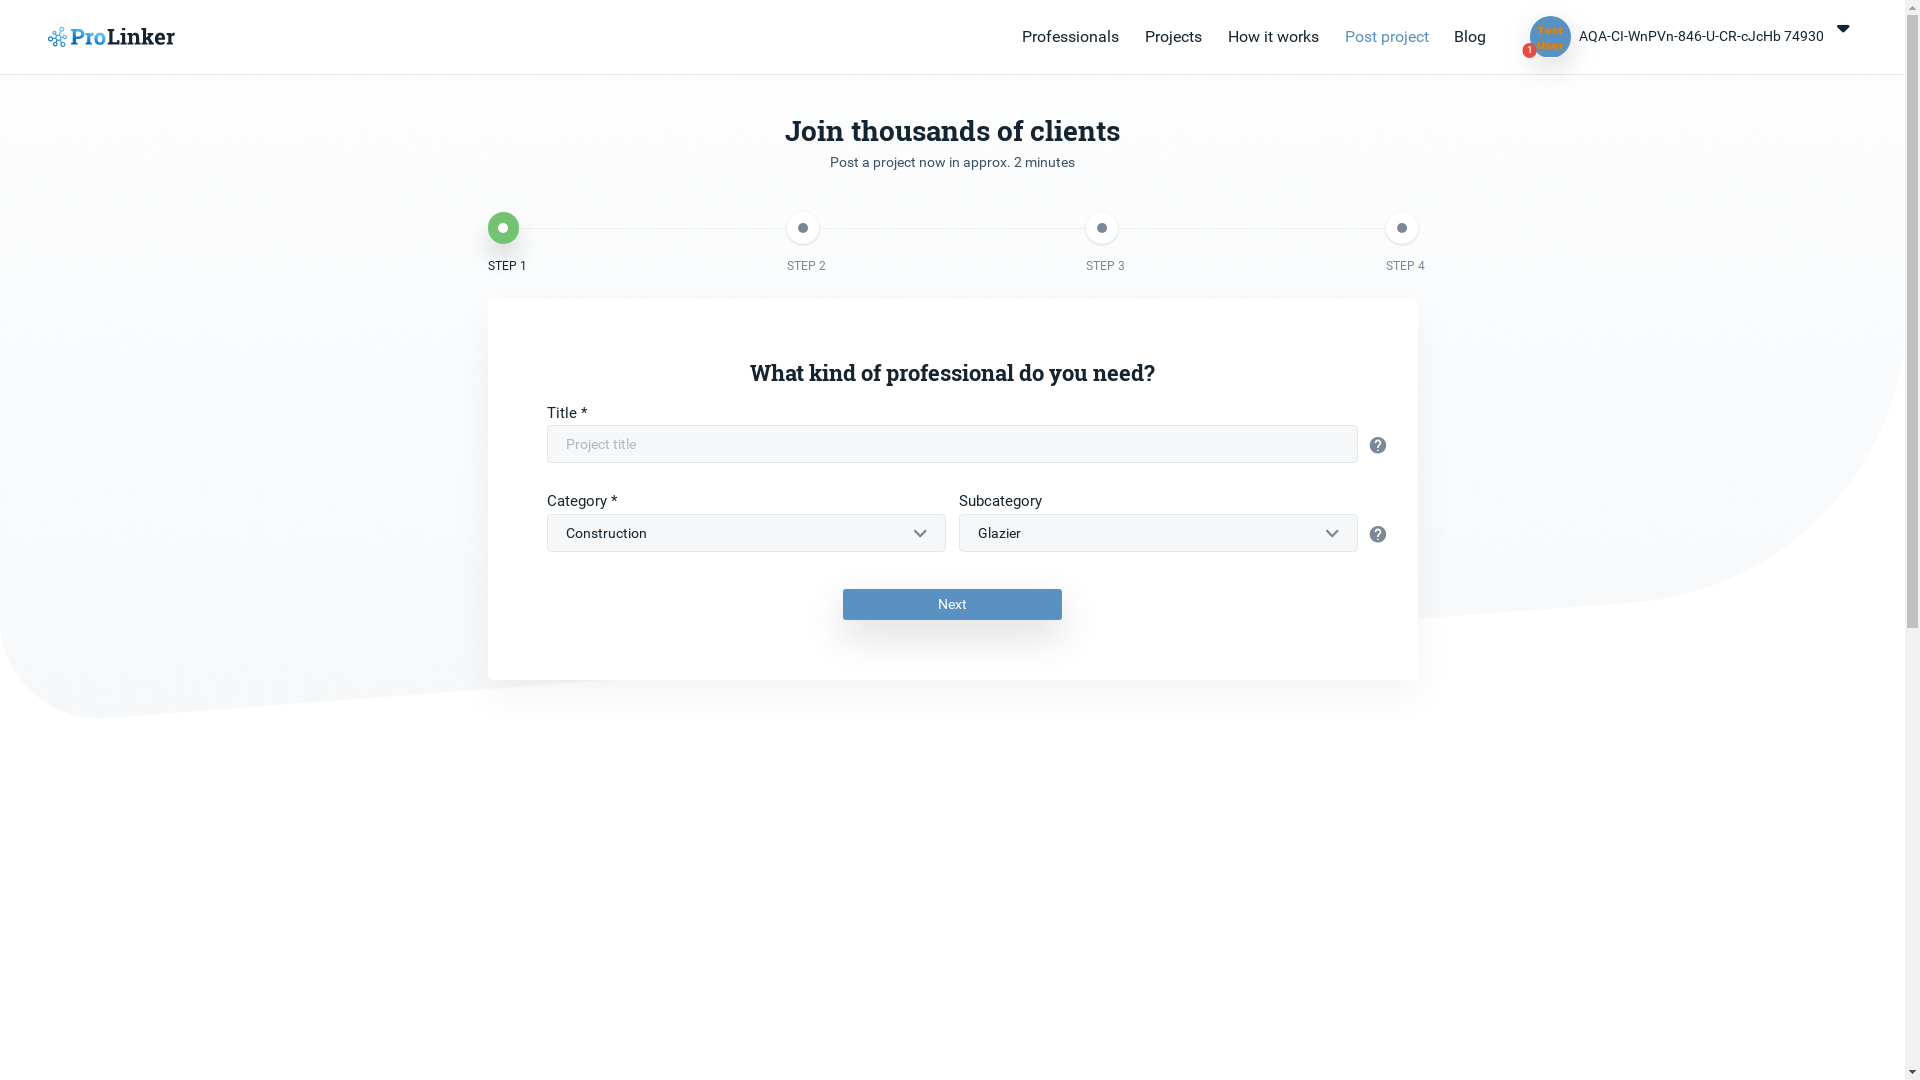 ProLinker
Professionals
Projects
How it works
Post project
Blog
Test
User
1
AQA-CI-WnPVn-846-U-CR-cJcHb 74930
Join thousands of clients
Post a project now in approx. 2 minutes
STEP 1
STEP 2
STEP 3
STEP 4
What kind of professional do you need?
Title *
Project title
?
Category *
Subcategory
Construction
Glazier
?
Next